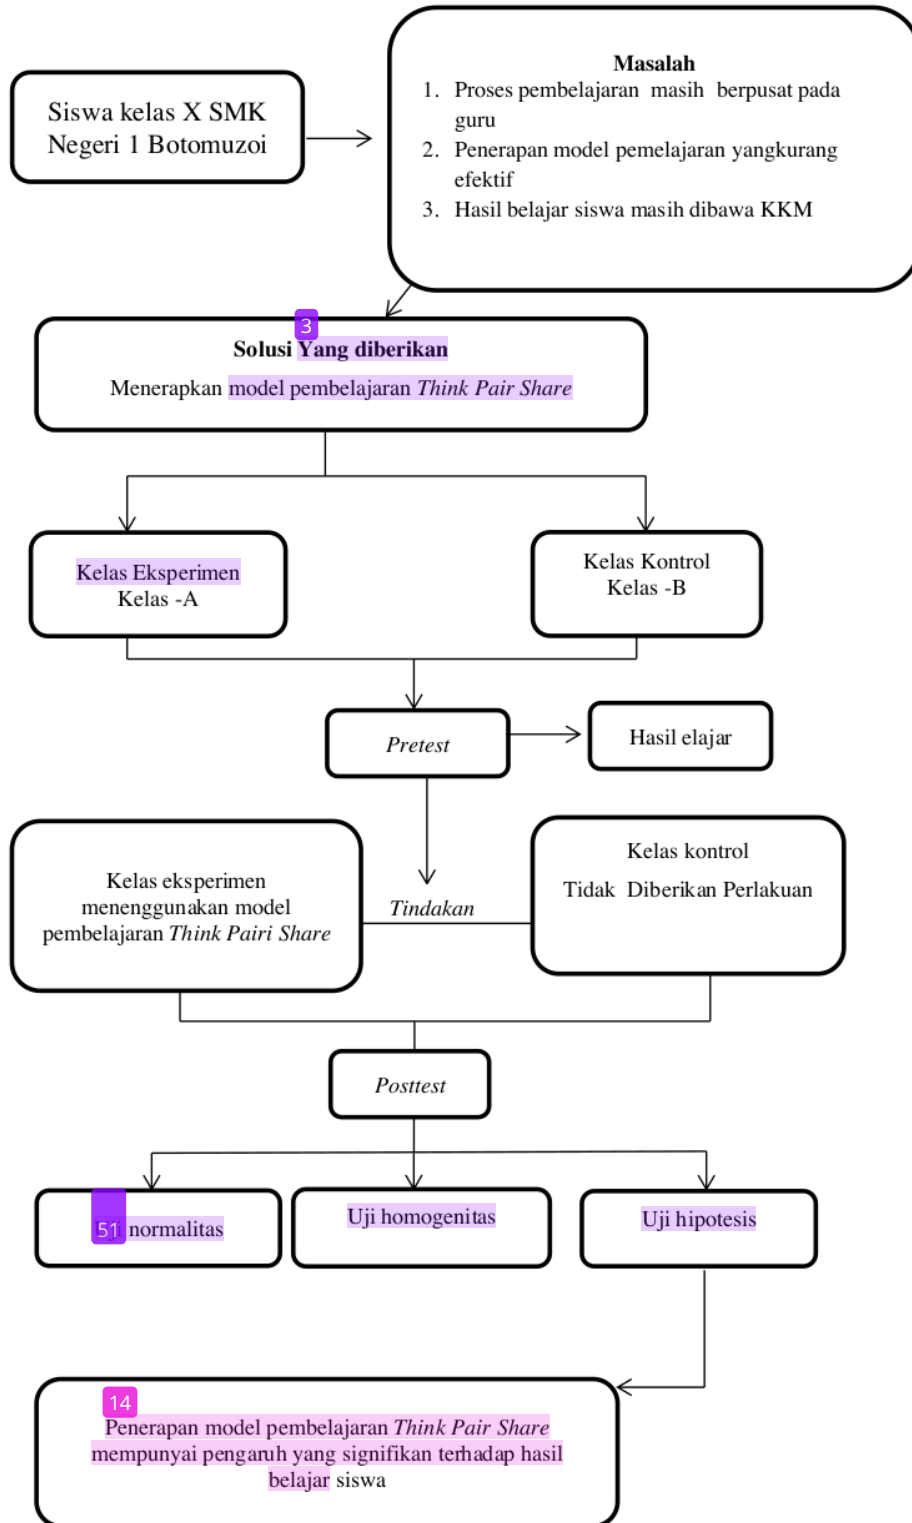 Siswa kelas X SMK
Negeri 1 Botomuzoi
Masalah
1. Proses pembelajaran masih berpusat pada
guru
2. Penerapan model pemelajaran yangkurang
efektif
3. Hasil belajar siswa masih dibawa KKM
3
Solusi Yang diberikan
Menerapkan model pembelajaran Think Pair Share
Kelas Eksperimen
Kelas -A
Kelas Kontrol
Kelas -B
Pretest
Hasil elajar
Kelas eksperimen
menenggunakan model
pembelajaran Think Pairi Share
Tindakan
Kelas kontrol
Tidak Diberikan Perlakuan
Posttest
51
Uji normalitas
Uji homogenitas
Uji hipotesis
14
Penerapan model pembelajaran Think Pair Share
mempunyai pengaruh yang signifikan terhadap hasil
belajar siswa